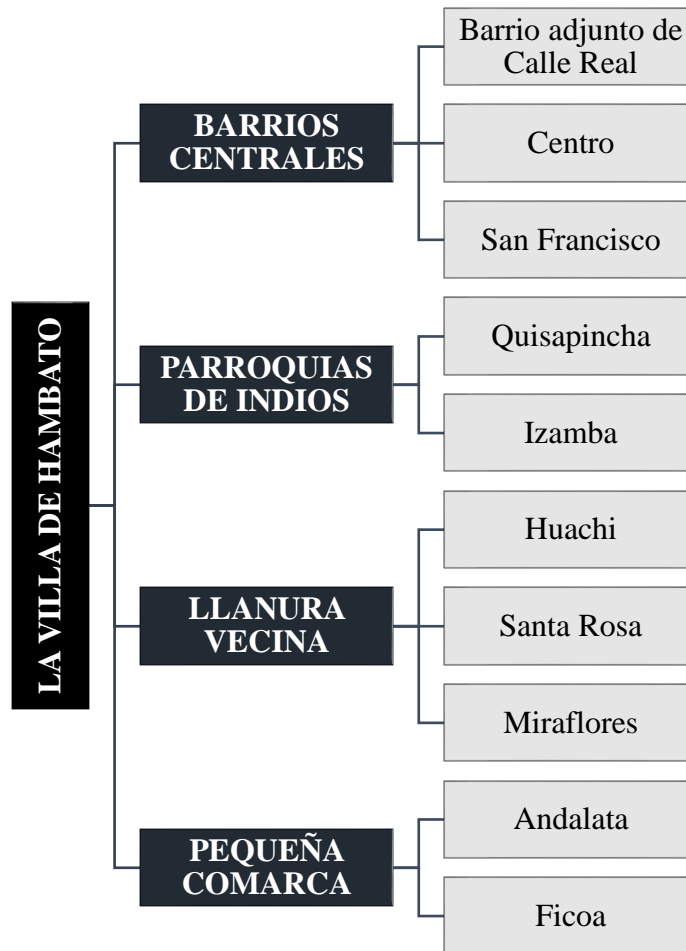 LA VILLA DE HAMBATO
BARRIOS
CENTRALES
Barrio adjunto de
Calle Real
Centro
San Francisco
PARROQUIAS
DE INDIOS
Quisapincha
Izamba
LLANURA
VECINA
Huachi
Santa Rosa
Miraflores
PEQUEÑA
COMARCA
Andalata
Ficoa